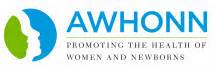 AWHONN
PROMOTING THE HEALTH OF
WOMEN AND NEWBORNS